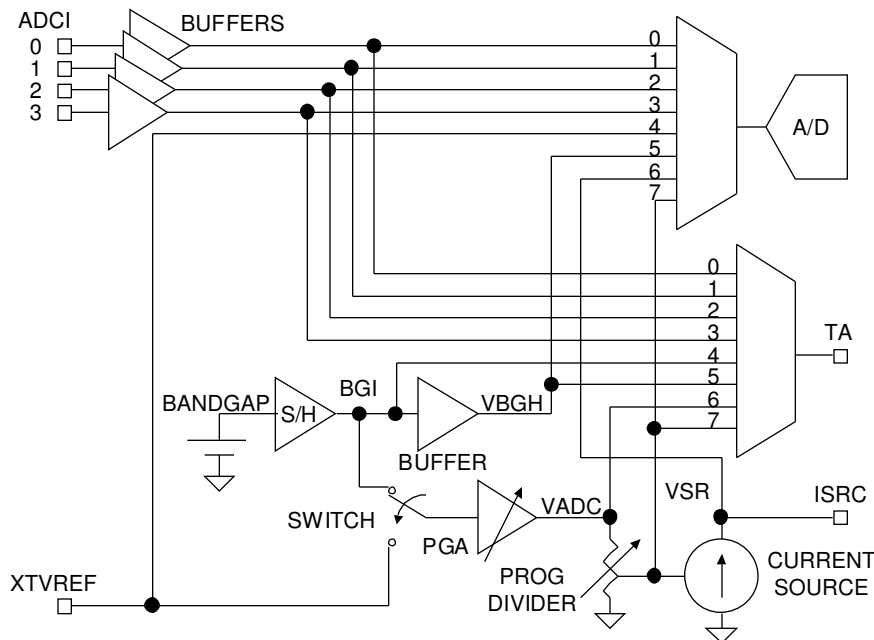 ADCI
BUFFERS
0
1
2
3
0
1
2
3
4
5
6
7
A/D
0
1
2
3
4
5
6
7
TA
BANDGAP
S/H
BGI
VBGH
BUFFER
SWITCH
PGA
VADC
VSR
ISRC
PROG
DIVIDER
CURRENT
SOURCE
XTVREF